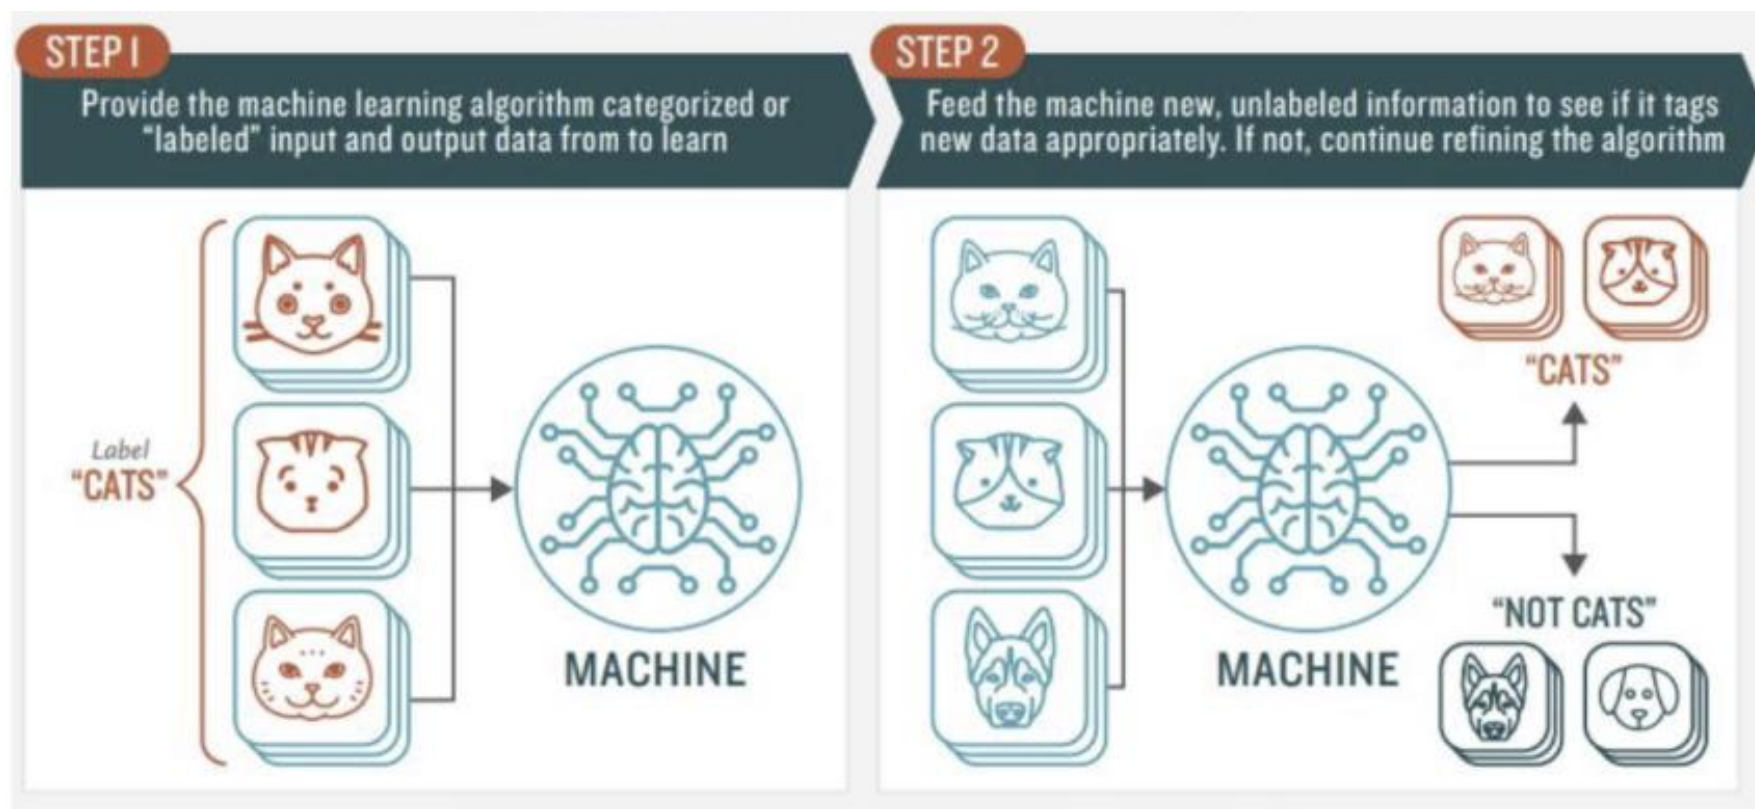 STEP 1
Provide the machine learning algorithm categorized or
“labeled” input and output data from to learn
Label
“CATS”
MACHINE
STEP 2
Feed the machine new, unlabeled information to see if it tags
new data appropriately. If not, continue refining the algorithm
MACHINE
“CATS”
“NOT CATS”